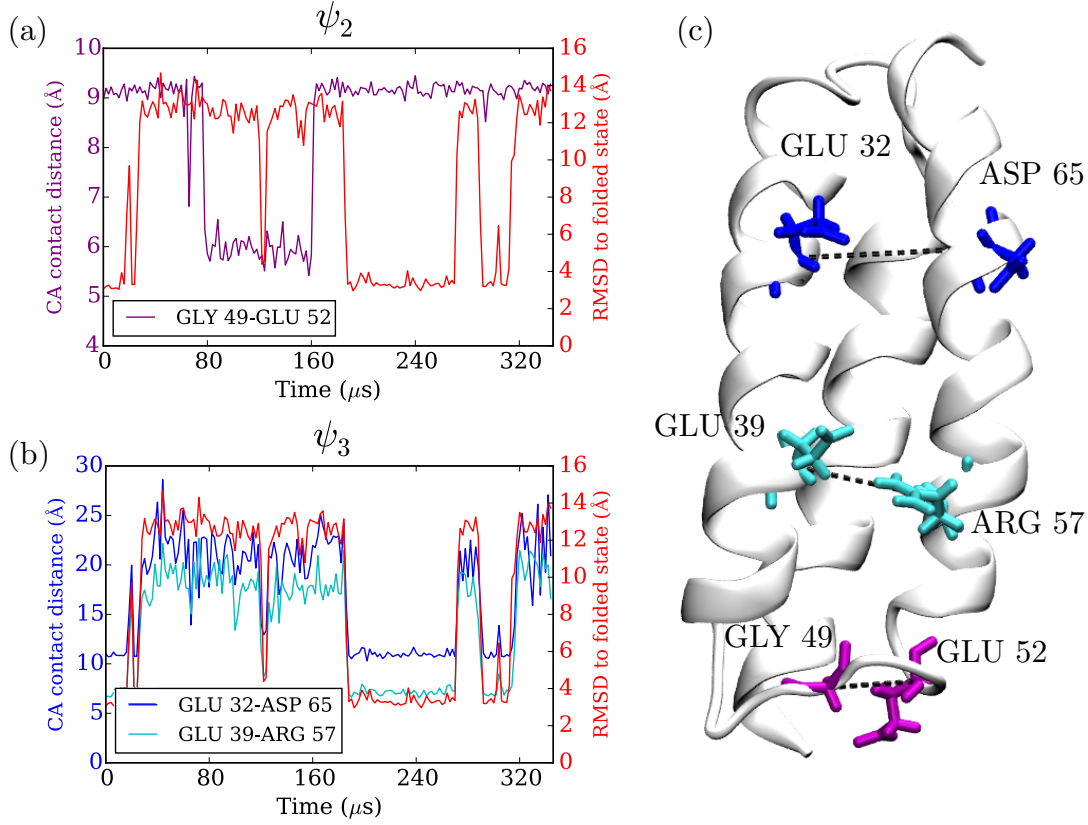 (a)
ψ2
CA contact distance (Å)
10
9
8
7
6
5
4
16
14
12
10
8
6
4
2
0
RMSD to folded state (Å)
GLY 49-GLU 52
0 80 160 240 320
Time (μs)
(b)
ψ3
CA contact distance (Å)
30
25
20
15
10
5
0
16
14
12
10
8
6
4
2
0
RMSD to folded state (Å)
GLU 32-ASP 65
GLU 39-ARG 57
0 80 160 240 320
Time (μs)
(c)
GLU 32
ASP 65
GLU 39
ARG 57
GLY 49
GLU 52